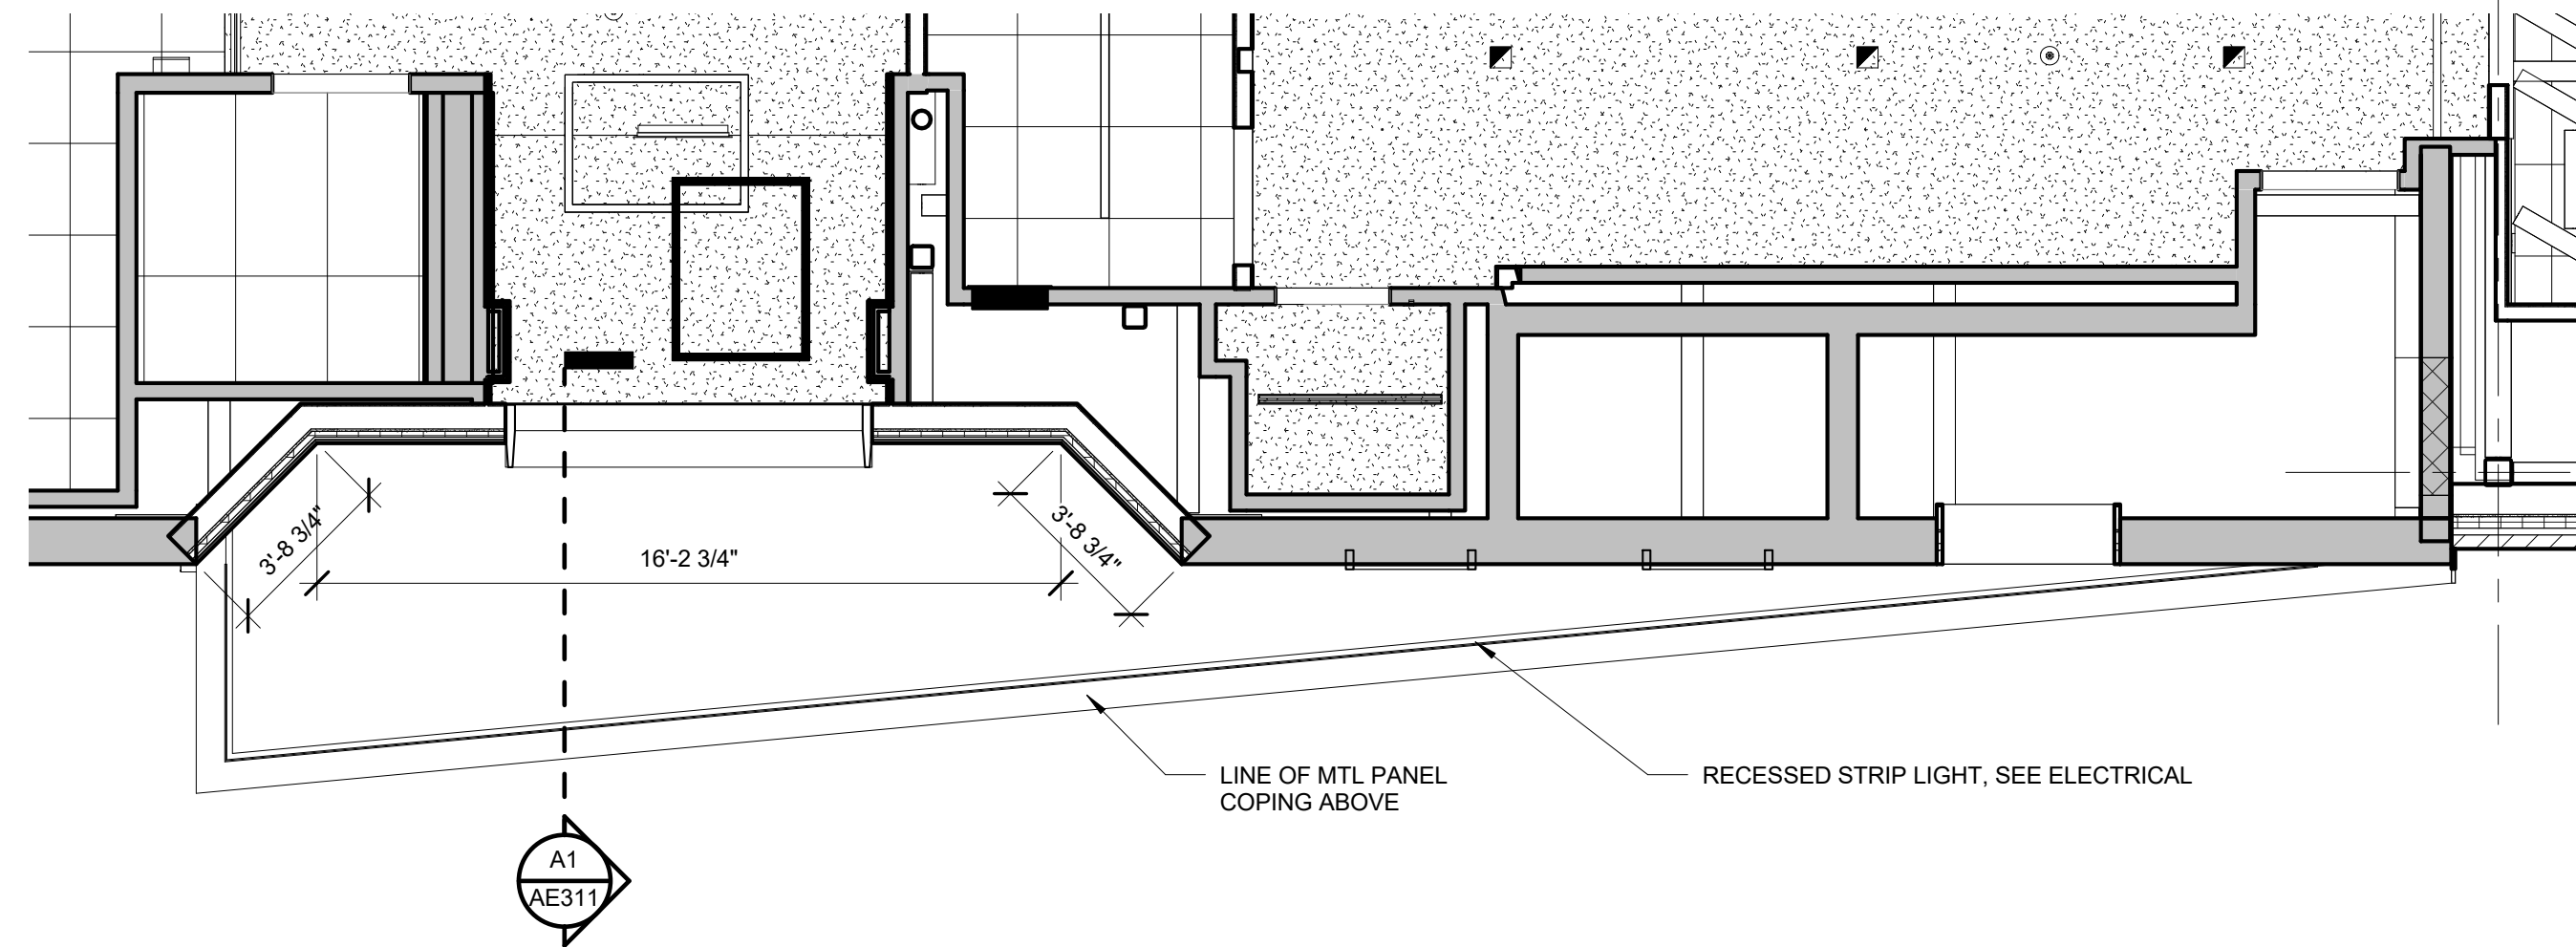 3'-8 3/4"
16'-2 3/4"
3'-8 3/4"
LINE OF MTL PANEL
COPING ABOVE
RECESSED STRIP LIGHT, SEE ELECTRICAL
A1
AE311